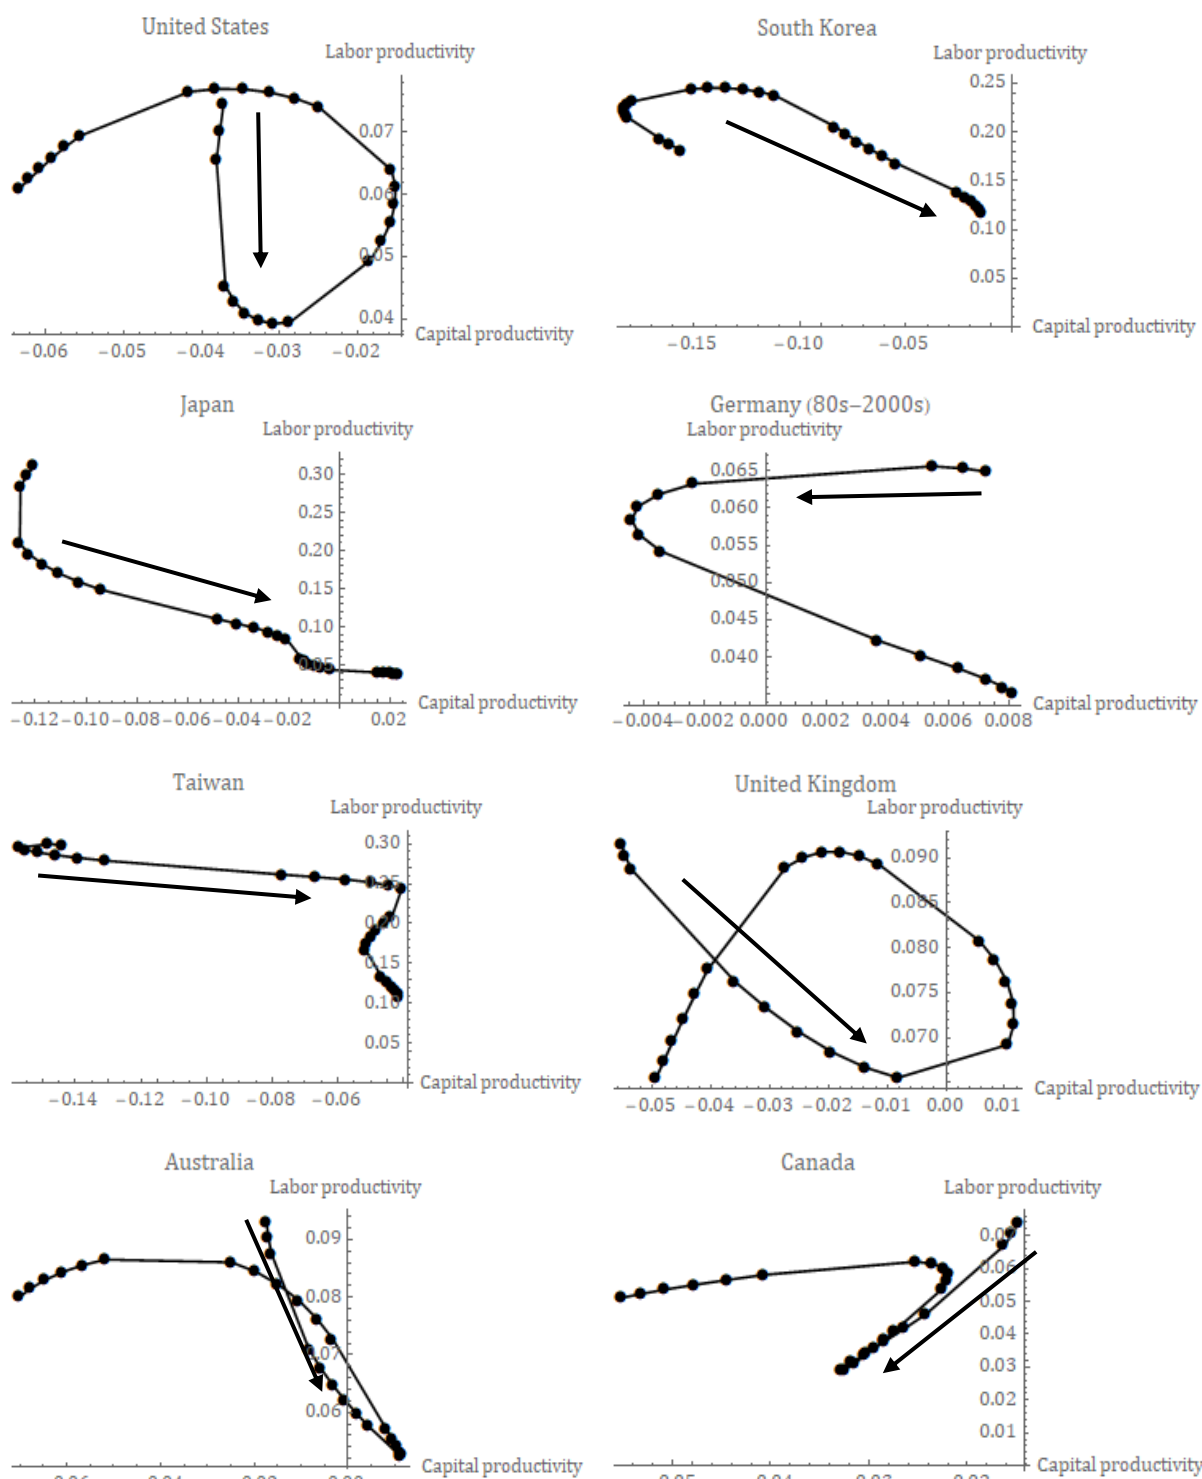 United States
Labor productivity
0.07
0.06
0.05
0.04
Capital productivity
−0.06 −0.05 −0.04 −0.03 −0.02
South Korea
Labor productivity
0.25
0.20
0.15
0.10
0.05
Capital productivity
−0.15 −0.10 −0.05
Japan
Labor productivity
0.30
0.25
0.20
0.15
0.10
0.05
Capital productivity
−0.12 −0.10 −0.08 −0.06 −0.04 −0.02 0.02
Germany (80s–2000s)
Labor productivity
0.065
0.060
0.055
0.050
0.045
0.040
Capital productivity
−0.004 −0.002 0.000 0.002 0.004 0.006 0.008
Taiwan
Labor productivity
0.30
0.25
0.20
0.15
0.10
0.05
Capital productivity
−0.14 −0.12 −0.10 −0.08 −0.06
United Kingdom
Labor productivity
0.090
0.085
0.080
0.075
0.070
Capital productivity
−0.05 −0.04 −0.03 −0.02 −0.01 0.00 0.01
Australia
Labor productivity
0.09
0.08
0.07
0.06
Capital productivity
Canada
Labor productivity
0.06
0.05
0.04
0.03
0.02
0.01
Capital productivity